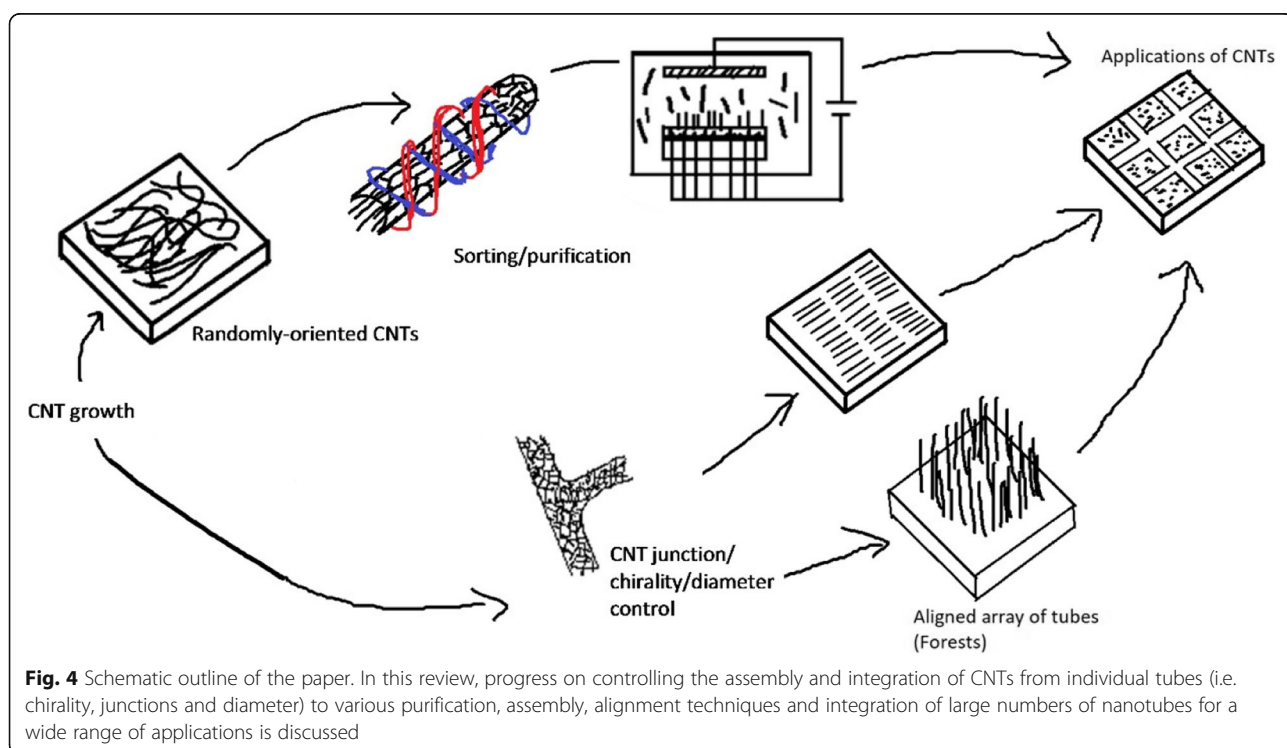 Applications of CNTs
Sorting/purification
Randomly-oriented CNTs
CNT growth
CNT junction/
chirality/diameter
control
Aligned array of tubes
(Forests)
Fig. 4 Schematic outline of the paper. In this review, progress on controlling the assembly and integration of CNTs from individual tubes (i.e.
chirality, junctions and diameter) to various purification, assembly, alignment techniques and integration of large numbers of nanotubes for a
wide range of applications is discussed